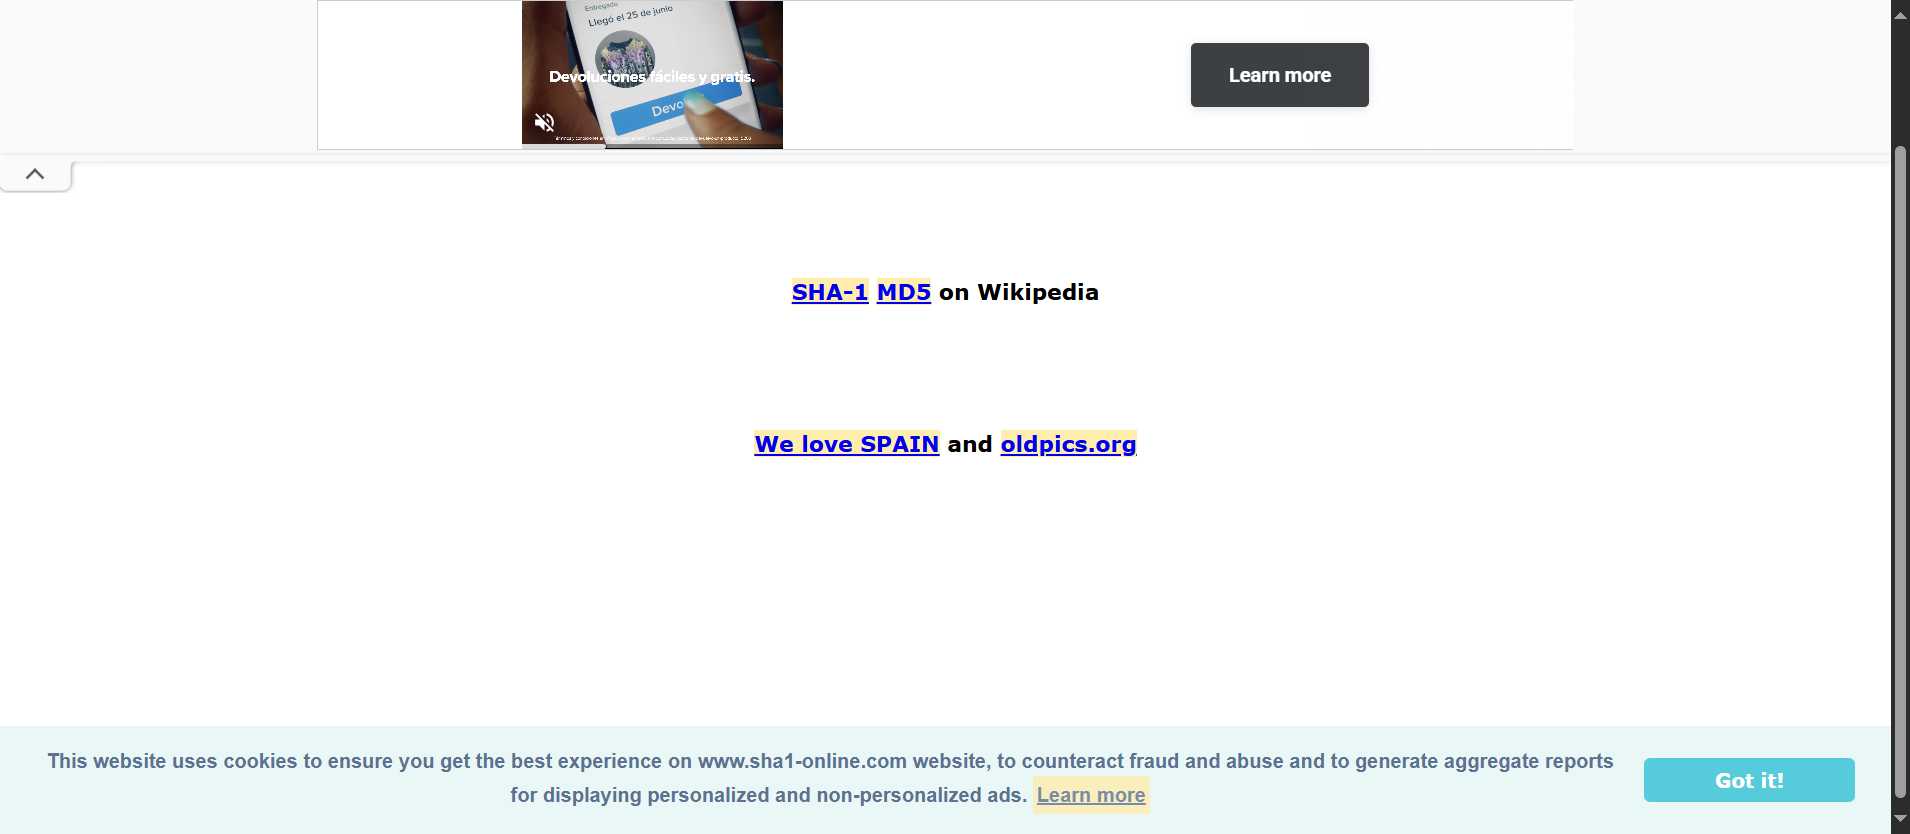 Entregado
Llegó el 25 de junio
Devoluciones fáciles y gratis.
Devo
Learn more
SHA-1 MD5 on Wikipedia
We love SPAIN and oldpics.org
This website uses cookies to ensure you get the best experience on www.sha1-online.com website, to counteract fraud and abuse and to generate aggregate reports
for displaying personalized and non-personalized ads. Learn more
Got it!